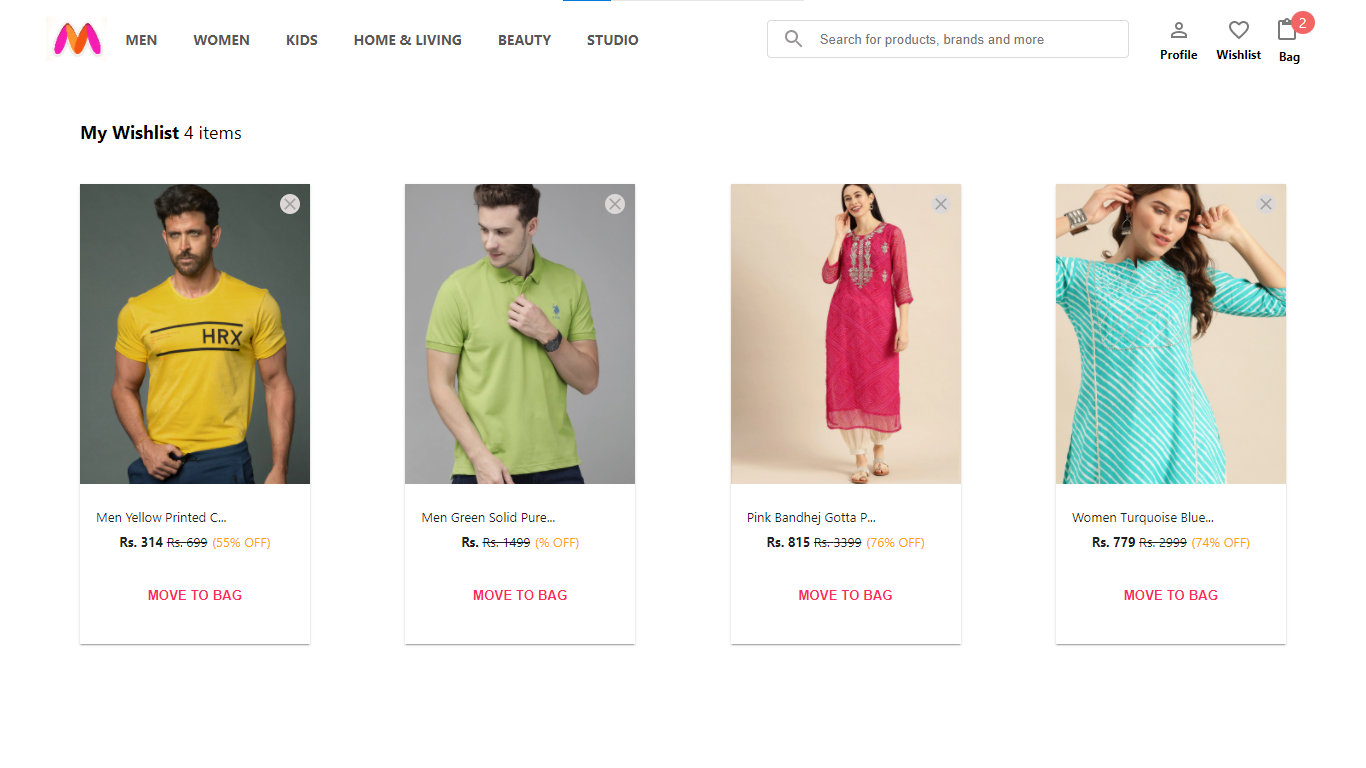 MEN WOMEN KIDS HOME & LIVING BEAUTY STUDIO
Search for products, brands and more
Profile
Wishlist
2
Bag
My Wishlist 4 items
HRX
Men Yellow Printed C...
Rs. 314 Rs. 699 (55% OFF)
MOVE TO BAG
Men Green Solid Pure...
Rs. Rs. 1499 (% OFF)
MOVE TO BAG
Pink Bandhej Gotta P...
Rs. 815 Rs. 3399 (76% OFF)
MOVE TO BAG
Women Turquoise Blue...
Rs. 779 Rs. 2999 (74% OFF)
MOVE TO BAG